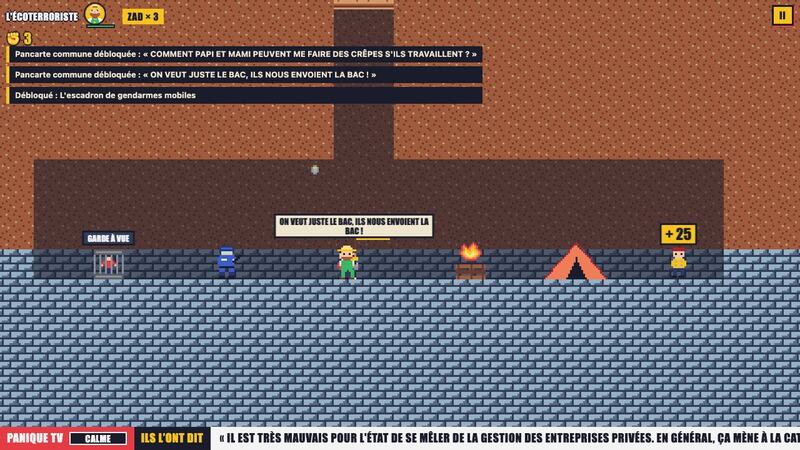 L'ÉCOTERRORISTE
ZAD × 3
3
Pancarte commune débloquée : « COMMENT PAPI ET MAMI PEUVENT ME FAIRE DES CRÊPES S'ILS TRAVAILLENT ? »
Pancarte commune débloquée : « ON VEUT JUSTE LE BAC, ILS NOUS ENVOIENT LA BAC ! »
Débloqué : L'escadron de gendarmes mobiles
ON VEUT JUSTE LE BAC, ILS NOUS ENVOIENT LA
BAC !
GARDE À VUE
+ 25
PANIQUE TV
CALME
ILS L'ONT DIT
« IL EST TRÈS MAUVAIS POUR L'ÉTAT DE SE MÊLER DE LA GESTION DES ENTREPRISES PRIVÉES. EN GÉNÉRAL, ÇA MÈNE À LA CAT